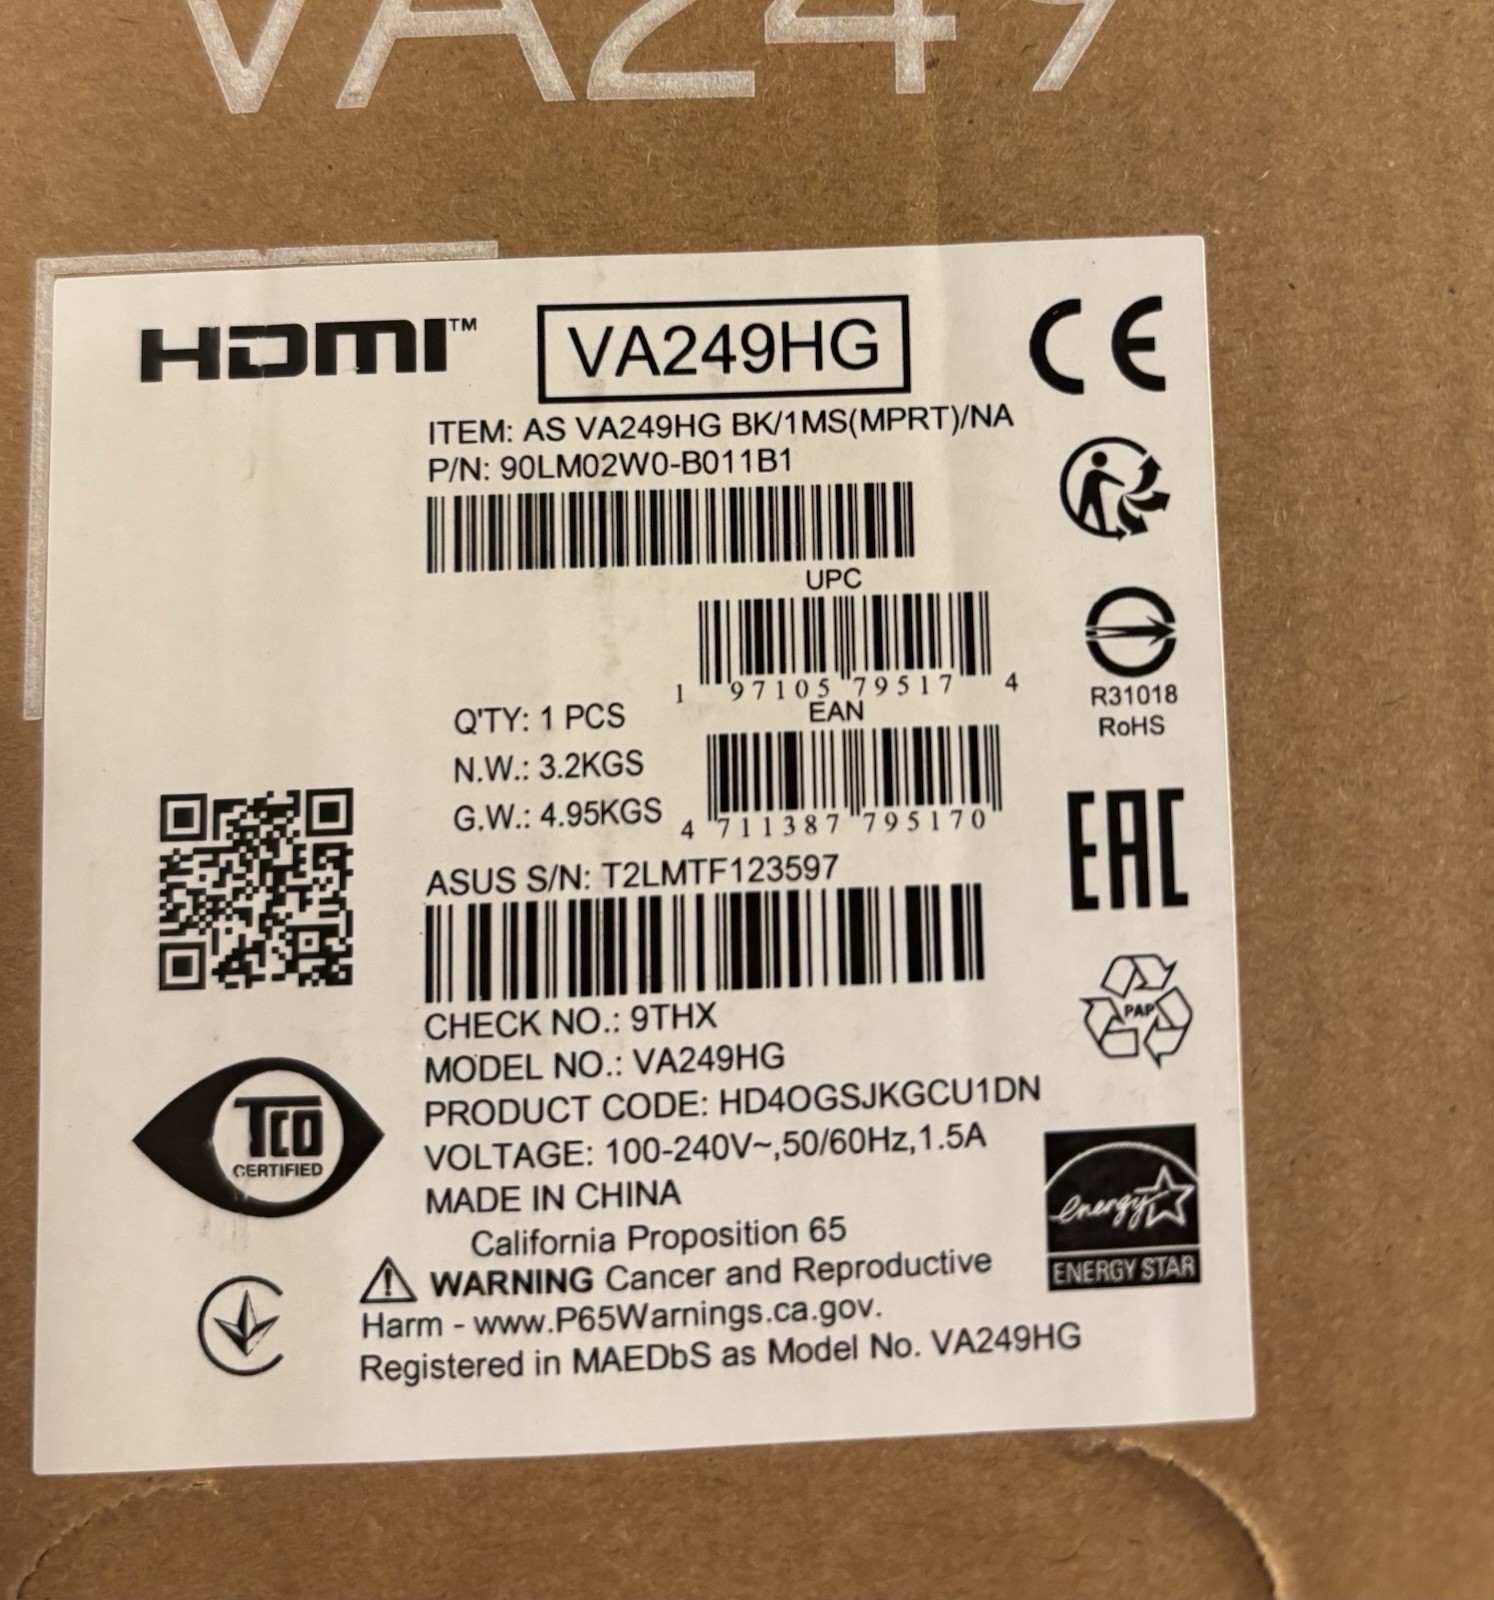 VA249
HDMI™
VA249HG
CE
ITEM: AS VA249HG BK/1MS(MPRT)/NA
P/N: 90LM02W0-B011B1
UPC
1 97105 79517 4
EAN
4 711387 795170
Q'TY: 1 PCS
N.W.: 3.2KGS
G.W.: 4.95KGS
R31018
RoHS
EAC
ASUS S/N: T2LMTF123597
CHECK NO.: 9THX
MODEL NO.: VA249HG
PRODUCT CODE: HD4OGSJKGCU1DN
VOLTAGE: 100-240V~,50/60Hz,1.5A
MADE IN CHINA
California Proposition 65
WARNING Cancer and Reproductive
Harm - www.P65Warnings.ca.gov.
Registered in MAEDbS as Model No. VA249HG
PAP
TCO
CERTIFIED
energy
ENERGY STAR